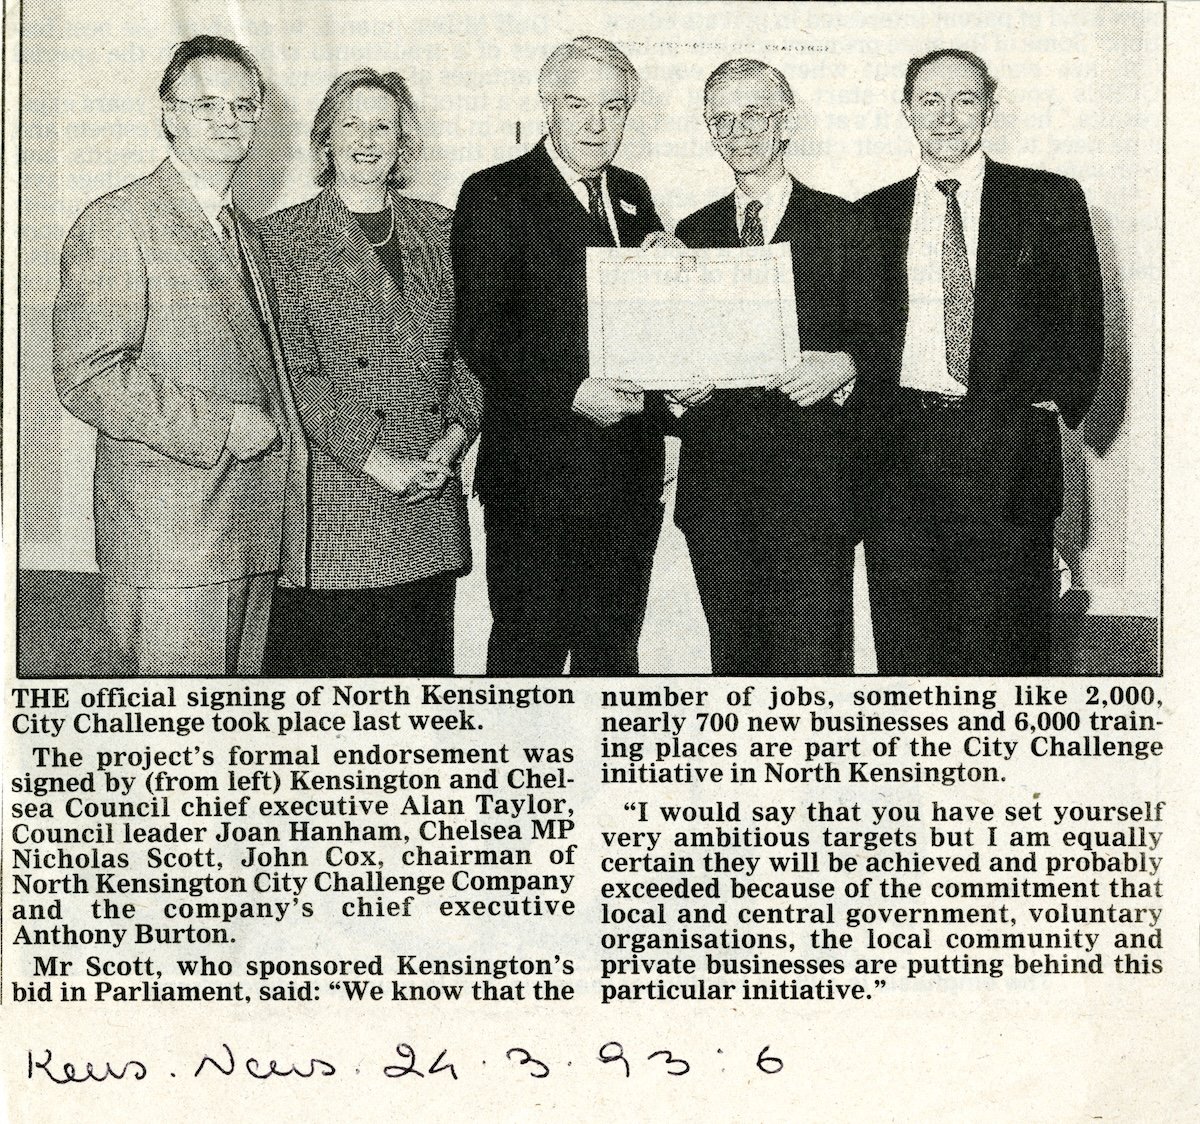 THE official signing of North Kensington
City Challenge took place last week.
The project's formal endorsement was
signed by (from left) Kensington and Chel-
sea Council chief executive Alan Taylor,
Council leader Joan Hanham, Chelsea MP
Nicholas Scott, John Cox, chairman of
North Kensington City Challenge Company
and the company's chief executive
Anthony Burton.
Mr Scott, who sponsored Kensington's
bid in Parliament, said: “We know that the
number of jobs, something like 2,000,
nearly 700 new businesses and 6,000 train-
ing places are part of the City Challenge
initiative in North Kensington.
“I would say that you have set yourself
very ambitious targets but I am equally
certain they will be achieved and probably
exceeded because of the commitment that
local and central government, voluntary
organisations, the local community and
private businesses are putting behind this
particular initiative.”
Kens. News. 24.3.93:6